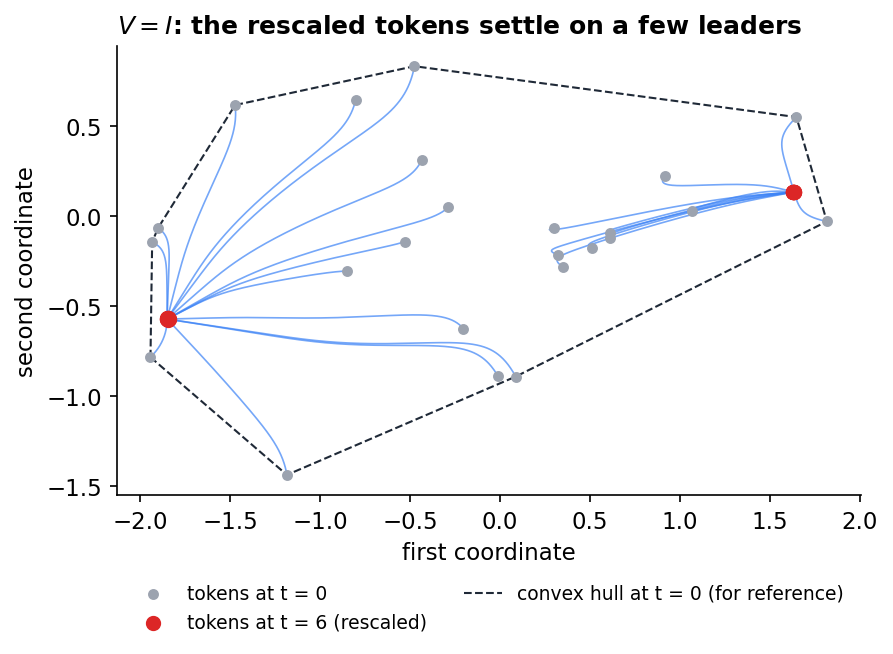 V = I: the rescaled tokens settle on a few leaders
0.5
0.0
−0.5
−1.0
−1.5
second coordinate
−2.0 −1.5 −1.0 −0.5 0.0 0.5 1.0 1.5 2.0
first coordinate
tokens at t = 0
convex hull at t = 0 (for reference)
tokens at t = 6 (rescaled)